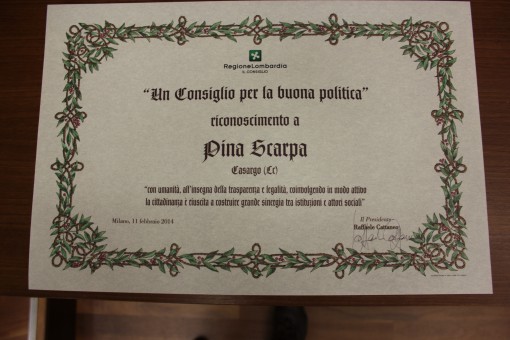 RegioneLombardia
IL CONSIGLIO
“Un Consiglio per la buona politica”
riconoscimento a
Pina Scarpa
Casargo (Lc)
“con umanità, all'insegna della trasparenza e legalità, coinvolgendo in modo attivo
la cittadinanza è riuscita a costruire grande sinergia tra istituzioni e attori sociali”
Milano, 11 febbraio 2014
Il Presidente
Raffaele Cattaneo